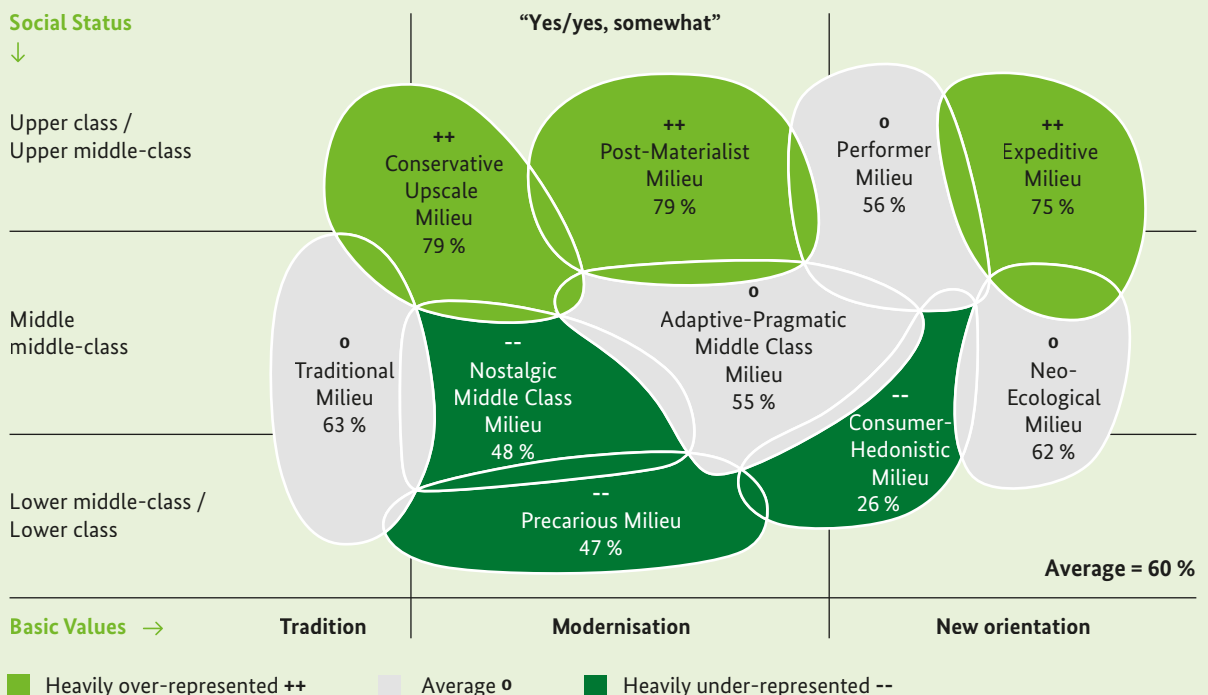 Social Status
↓
“Yes/yes, somewhat”
Upper class /
Upper middle-class
++
Conservative
Upscale
Milieu
79 %
++
Post-Materialist
Milieu
79 %
o
Performer
Milieu
56 %
++
Expeditive
Milieu
75 %
Middle
middle-class
o
Traditional
Milieu
63 %
--
Nostalgic
Middle Class
Milieu
48 %
o
Adaptive-Pragmatic
Middle Class
Milieu
55 %
--
Consumer-
Hedonistic
Milieu
26 %
o
Neo-
Ecological
Milieu
62 %
Lower middle-class /
Lower class
--
Precarious Milieu
47 %
Average = 60 %
Basic Values →
Tradition
Modernisation
New orientation
Heavily over-represented ++
Average o
Heavily under-represented --